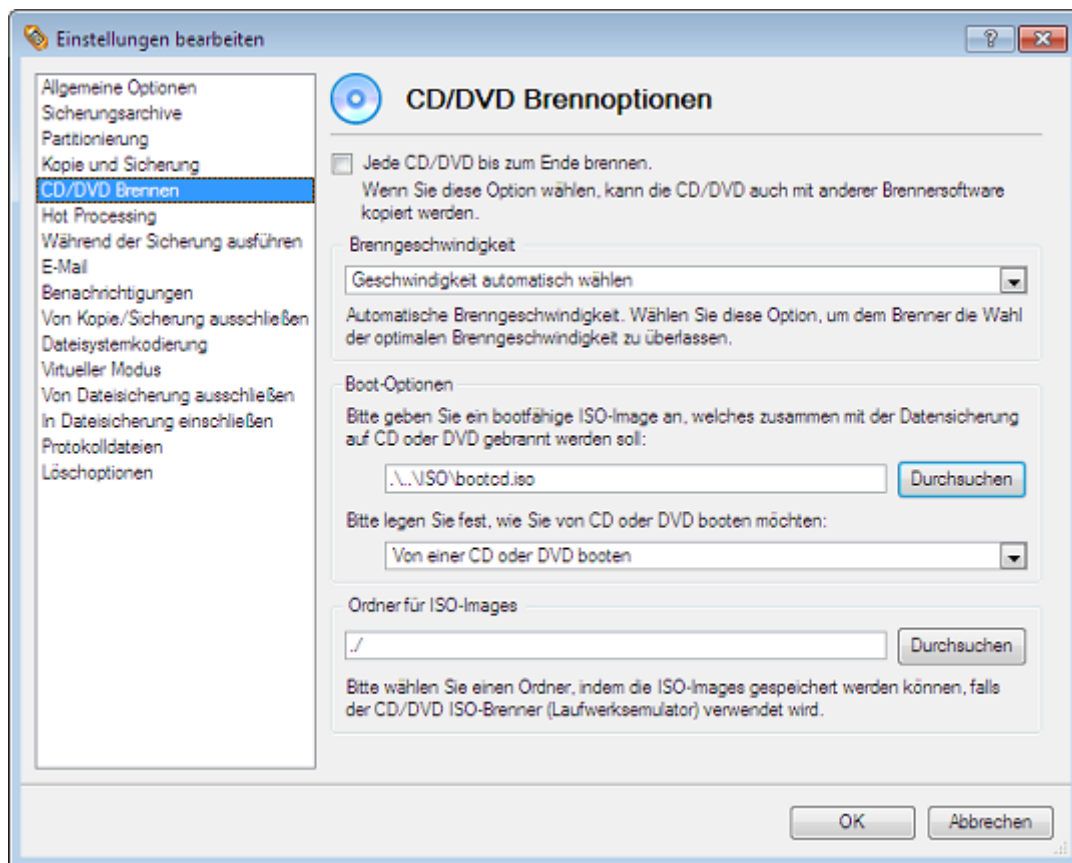 Einstellungen bearbeiten
Allgemeine Optionen
Sicherungsarchive
Partitionierung
Kopie und Sicherung
CD/DVD Brennen
Hot Processing
Während der Sicherung ausführen
E-Mail
Benachrichtigungen
Von Kopie/Sicherung ausschließen
Dateisystemkodierung
Virtueller Modus
Von Dateisicherung ausschließen
In Dateisicherung einschließen
Protokolldateien
Löschoptionen
CD/DVD Brennoptionen
Jede CD/DVD bis zum Ende brennen.
Wenn Sie diese Option wählen, kann die CD/DVD auch mit anderer Brennersoftware
kopiert werden.
Brenngeschwindigkeit
Geschwindigkeit automatisch wählen
Automatische Brenngeschwindigkeit. Wählen Sie diese Option, um dem Brenner die Wahl
der optimalen Brenngeschwindigkeit zu überlassen.
Boot-Optionen
Bitte geben Sie ein bootfähige ISO-Image an, welches zusammen mit der Datensicherung
auf CD oder DVD gebrannt werden soll:
.\..\ISO\bootcd.iso
Durchsuchen
Bitte legen Sie fest, wie Sie von CD oder DVD booten möchten:
Von einer CD oder DVD booten
Ordner für ISO-Images
./
Durchsuchen
Bitte wählen Sie einen Ordner, indem die ISO-Images gespeichert werden können, falls
der CD/DVD ISO-Brenner (Laufwerksemulator) verwendet wird.
OK
Abbrechen